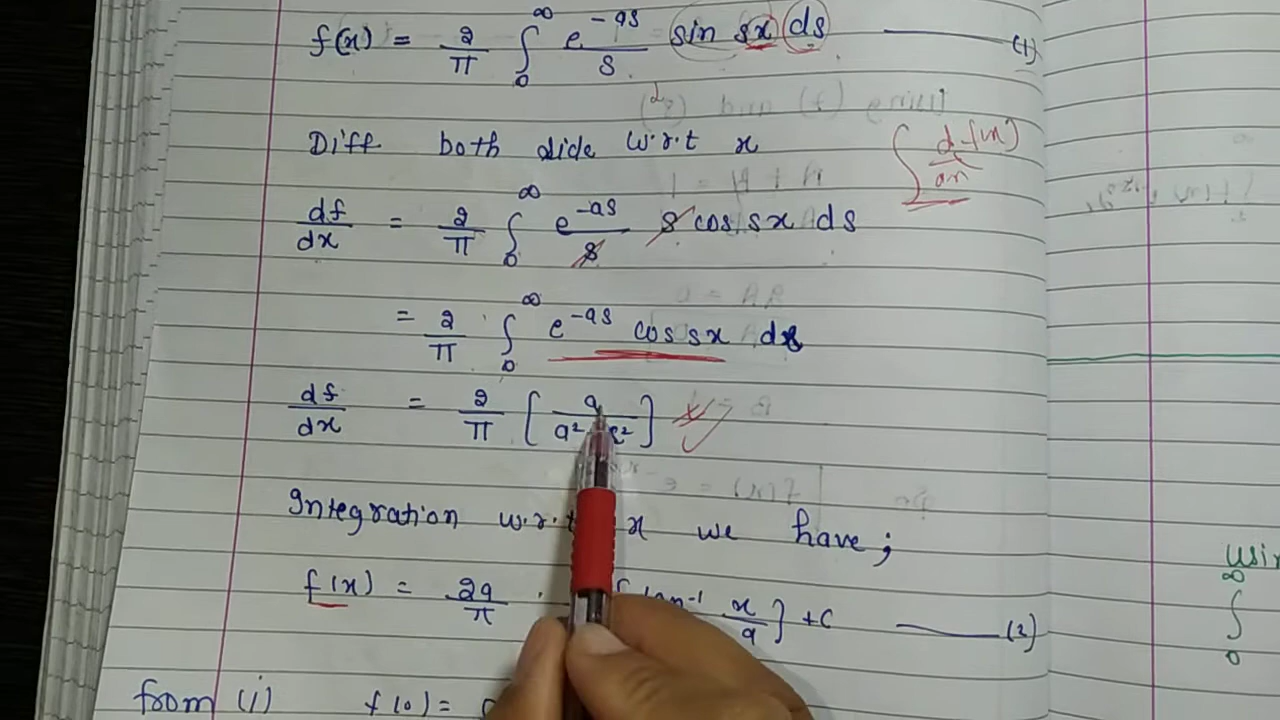 f(x) = 2/π ∫₀^∞ e^{-as}/s sin sx ds ——— (1)
Diff both side w.r.t x
∫ d f(x)/dx
df/dx = 2/π ∫₀^∞ e^{-as}/s s cos sx ds
= 2/π ∫₀^∞ e^{-as} cos sx ds
df/dx = 2/π [a/a² x²]
Integration w.r.t x we have;
f(x) = 2a/π · tan⁻¹ x/a} + C ——— (2)
from (i) f(0) =
∫₀^∞